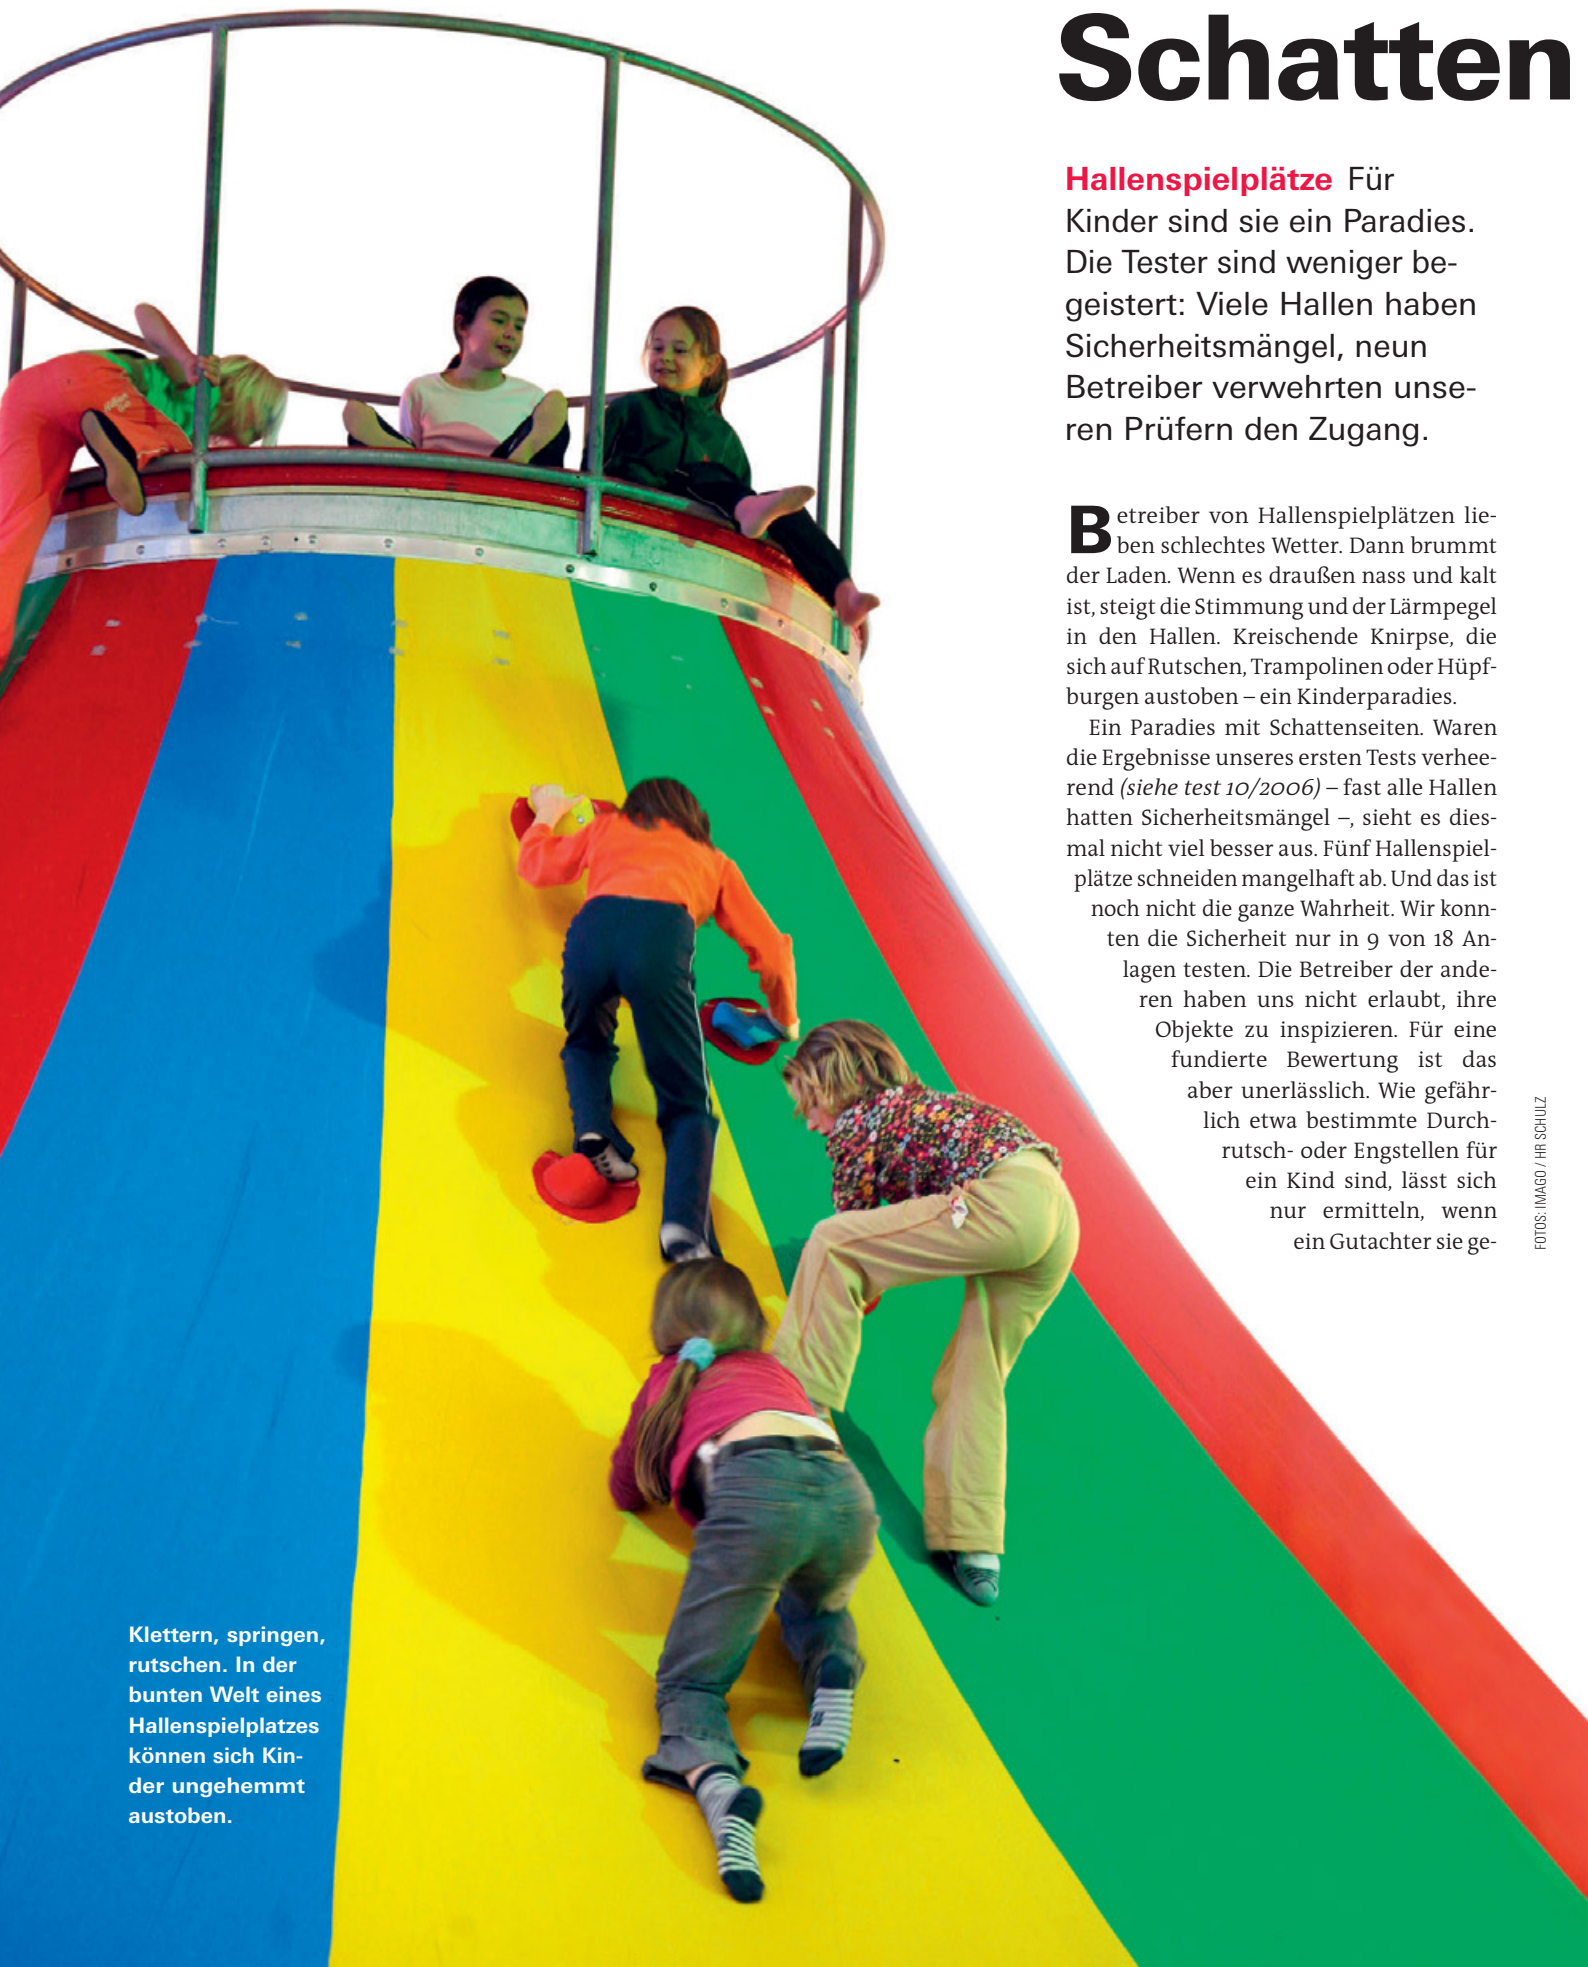 Schatten
Hallenspielplätze Für
Kinder sind sie ein Paradies.
Die Tester sind weniger be-
geistert: Viele Hallen haben
Sicherheitsmängel, neun
Betreiber verwehrten unse-
ren Prüfern den Zugang.
Betreiber von Hallenspielplätzen lie-
ben schlechtes Wetter. Dann brummt
der Laden. Wenn es draußen nass und kalt
ist, steigt die Stimmung und der Lärmpegel
in den Hallen. Kreischende Knirpse, die
sich auf Rutschen, Trampolinen oder Hüpf-
burgen austoben – ein Kinderparadies.
Ein Paradies mit Schattenseiten. Waren
die Ergebnisse unseres ersten Tests verhee-
rend (siehe test 10/2006) – fast alle Hallen
hatten Sicherheitsmängel –, sieht es dies-
mal nicht viel besser aus. Fünf Hallenspiel-
plätze schneiden mangelhaft ab. Und das ist
noch nicht die ganze Wahrheit. Wir konn-
ten die Sicherheit nur in 9 von 18 An-
lagen testen. Die Betreiber der ande-
ren haben uns nicht erlaubt, ihre
Objekte zu inspizieren. Für eine
fundierte Bewertung ist das
aber unerlässlich. Wie gefähr-
lich etwa bestimmte Durch-
rutsch- oder Engstellen für
ein Kind sind, lässt sich
nur ermitteln, wenn
ein Gutachter sie ge-
FOTOS: IMAGO / HR SCHULZ
Klettern, springen,
rutschen. In der
bunten Welt eines
Hallenspielplatzes
können sich Kin-
der ungehemmt
austoben.